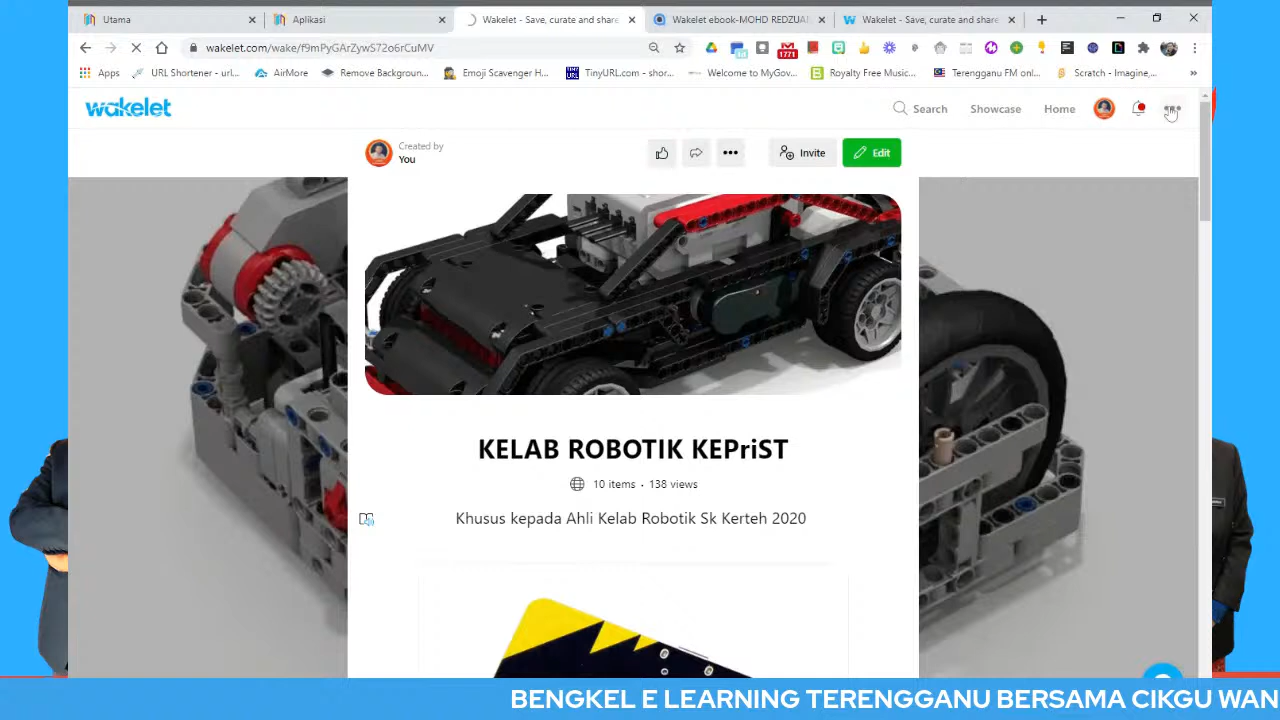 Utama
Aplikasi
Wakelet - Save, curate and share
Wakelet ebook-MOHD REDZUAN
Wakelet - Save, curate and share
wakelet.com/wake/f9mPyGArZywS72o6rCuMV
1771
Apps
URL Shortener - url...
AirMore
Remove Backgroun...
Emoji Scavenger H...
TinyURL.com - shor...
Welcome to MyGov...
Royalty Free Music...
Terengganu FM onl...
Scratch - Imagine,...
wakelet
Search
Showcase
Home
Created by
You
Invite
Edit
KELAB ROBOTIK KEPriST
10 items · 138 views
Khusus kepada Ahli Kelab Robotik Sk Kerteh 2020
BENGKEL E LEARNING TERENGGANU BERSAMA CIKGU WAN